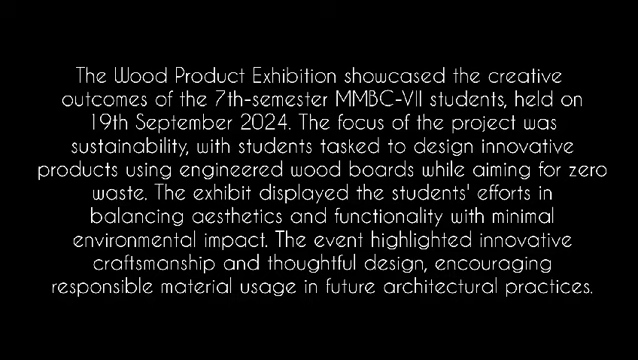 The Wood Product Exhibition showcased the creative
outcomes of the 7th-semester MMBC-VII students, held on
19th September 2024. The focus of the project was
sustainability, with students tasked to design innovative
products using engineered wood boards while aiming for zero
waste. The exhibit displayed the students' efforts in
balancing aesthetics and functionality with minimal
environmental impact. The event highlighted innovative
craftsmanship and thoughtful design, encouraging
responsible material usage in future architectural practices.